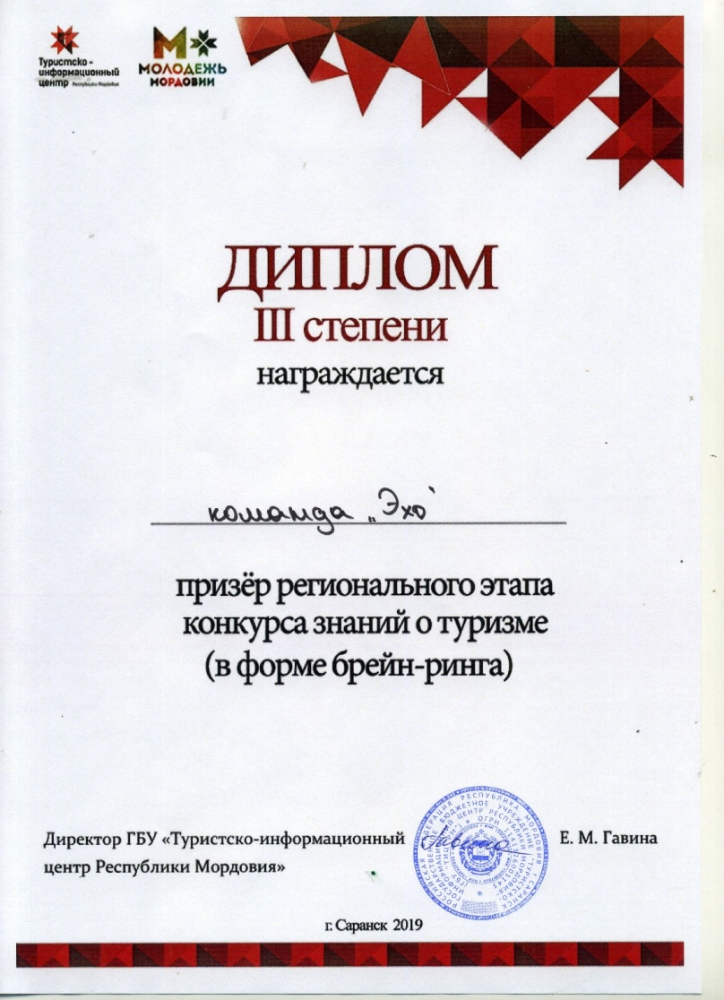 Туристско-
информационный
центр Республики Мордовия
МОЛОДЕЖЬ
МОРДОВИИ
ДИПЛОМ
III степени
награждается
команда „Эхо"
призёр регионального этапа
конкурса знаний о туризме
(в форме брейн-ринга)
Директор ГБУ «Туристско-информационный
центр Республики Мордовия»
Е. М. Гавина
г. Саранск 2019